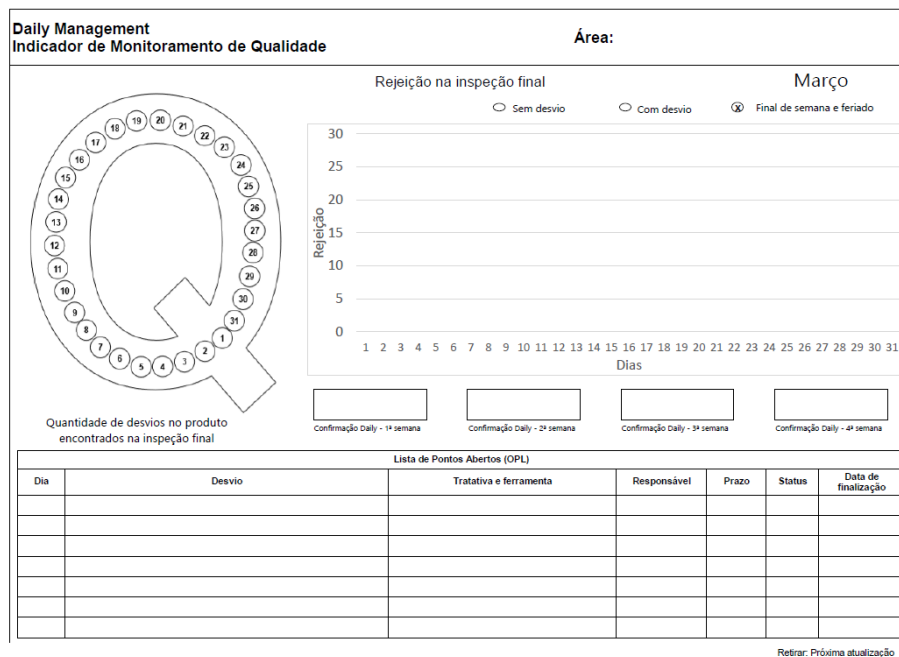 Daily Management
Indicador de Monitoramento de Qualidade
Área:
Rejeição na inspeção final
Março
Sem desvio
Com desvio
X Final de semana e feriado
1
2
3
4
5
6
7
8
9
10
11
12
13
14
15
16
17
18
19
20
21
22
23
24
25
26
27
28
29
30
31
Quantidade de desvios no produto
encontrados na inspeção final
Rejeição
30
25
20
15
10
5
0
1 2 3 4 5 6 7 8 9 10 11 12 13 14 15 16 17 18 19 20 21 22 23 24 25 26 27 28 29 30 31
Dias
Confirmação Daily - 1ª semana
Confirmação Daily - 2ª semana
Confirmação Daily - 3ª semana
Confirmação Daily - 4ª semana
Lista de Pontos Abertos (OPL)
Dia Desvio Tratativa e ferramenta Responsável Prazo Status Data de
finalização
Retirar: Próxima atualização